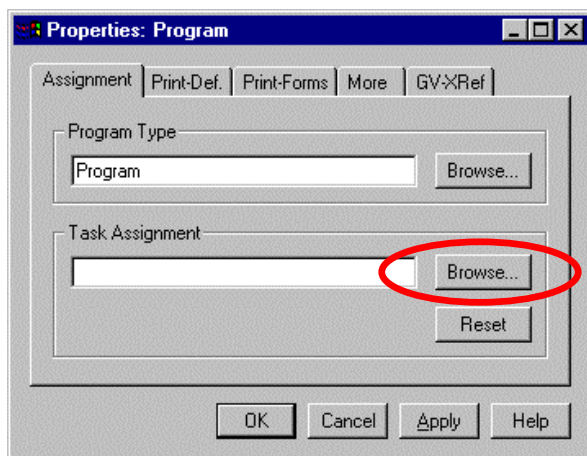 Properties: Program
Assignment Print-Def. Print-Forms More GV-XRef
Program Type
Program Browse...
Task Assignment
Browse...
Reset
OK Cancel Apply Help